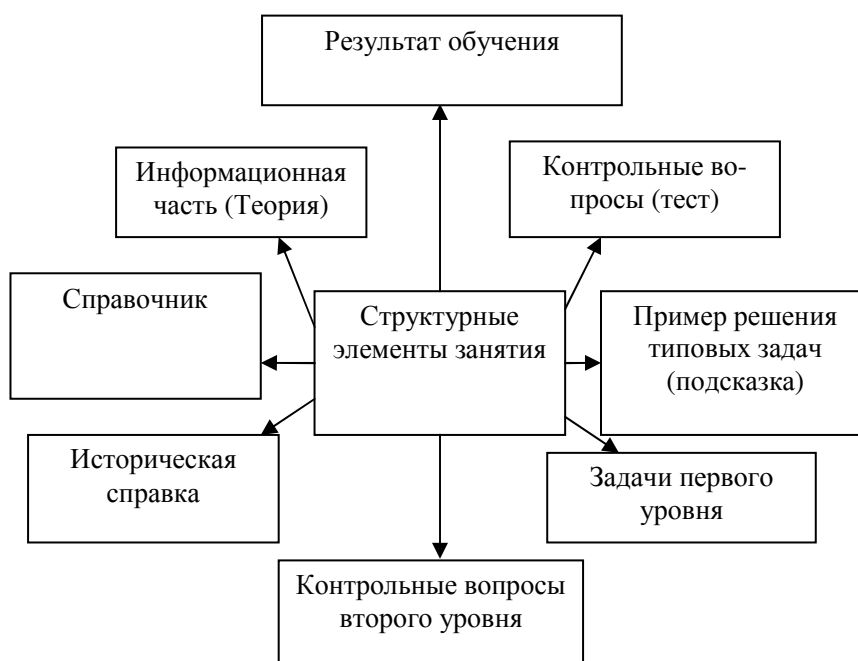 Результат обучения
Информационная
часть (Теория)
Контрольные во-
просы (тест)
Справочник
Структурные
элементы занятия
Пример решения
типовых задач
(подсказка)
Историческая
справка
Задачи первого
уровня
Контрольные вопросы
второго уровня